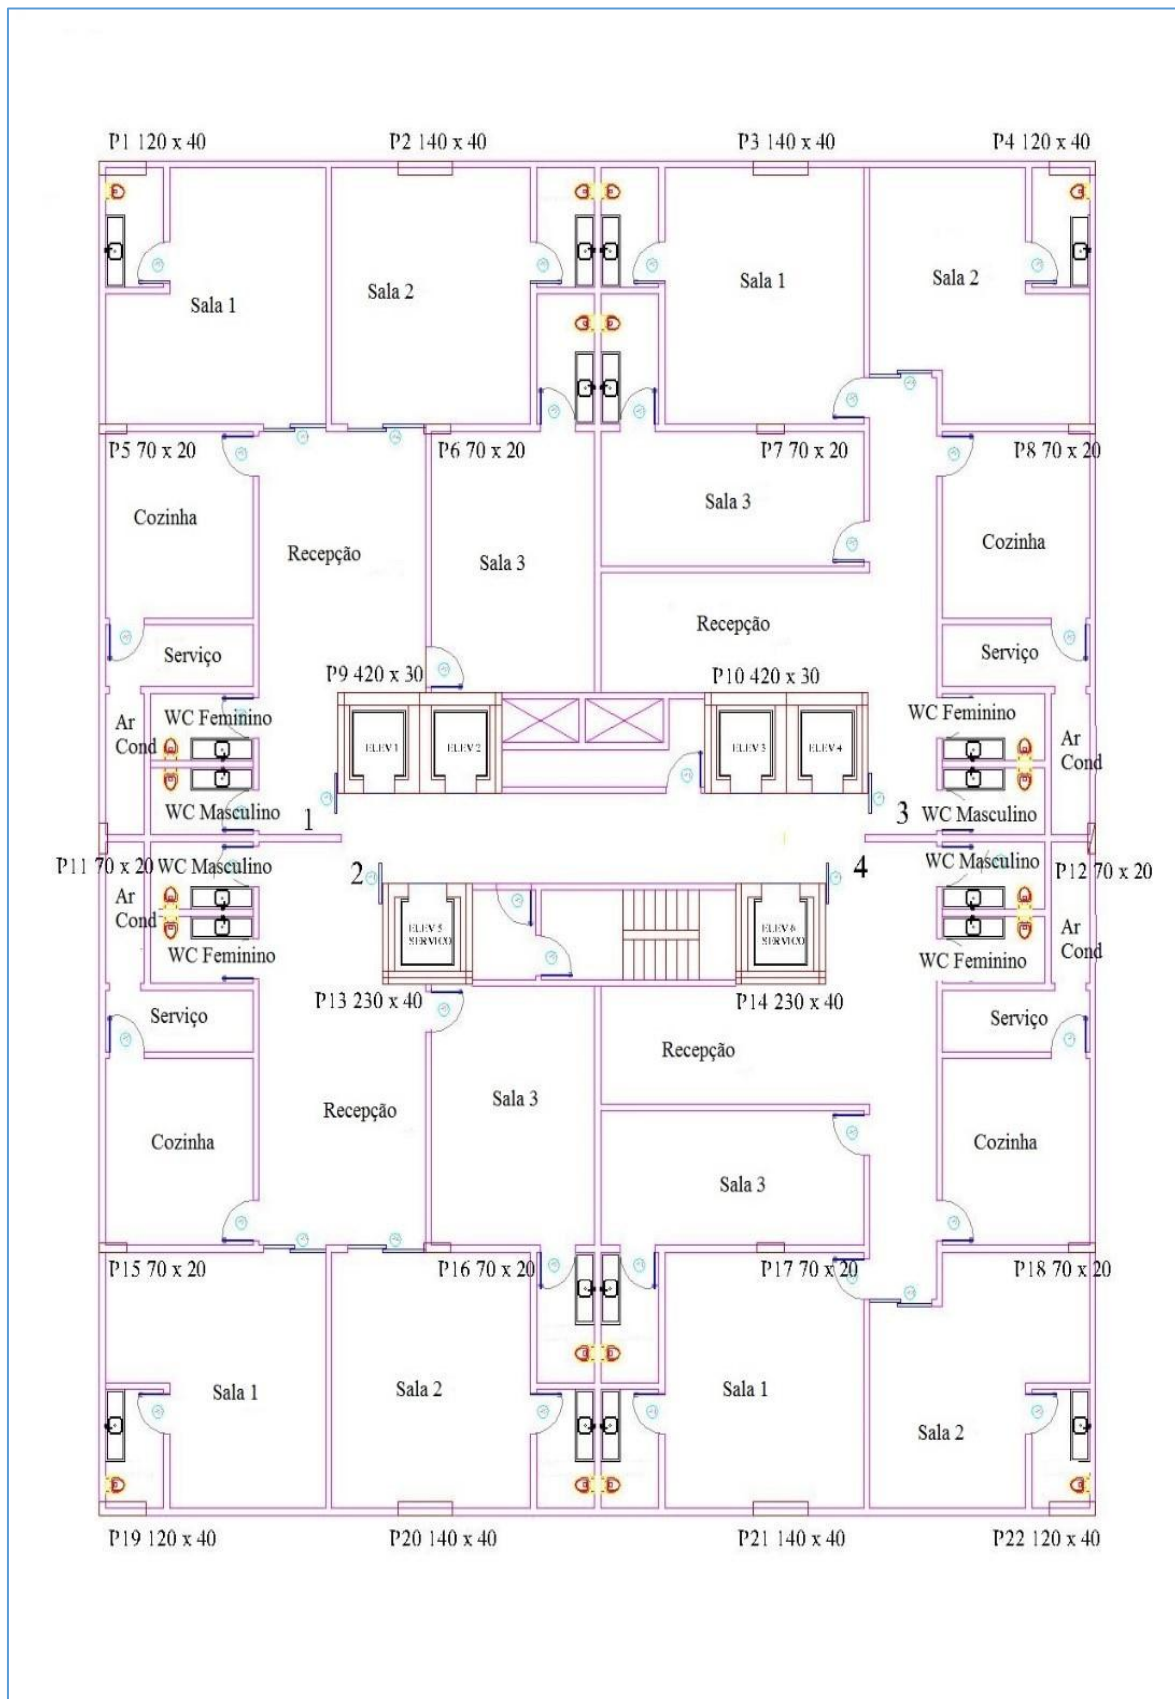 P1 120 x 40
P2 140 x 40
P3 140 x 40
P4 120 x 40
Sala 1
Sala 2
Sala 1
Sala 2
P5 70 x 20
P6 70 x 20
P7 70 x 20
P8 70 x 20
Cozinha
Recepção
Sala 3
Sala 3
Cozinha
Recepção
Serviço
Serviço
P9 420 x 30
P10 420 x 30
Ar
Cond
WC Feminino
WC Feminino
Ar
Cond
ELEV 1
ELEV 2
ELEV 3
ELEV 4
WC Masculino
1
3
WC Masculino
P11 70 x 20
WC Masculino
2
4
WC Masculino
P12 70 x 20
Ar
Cond
WC Feminino
ELEV 5
SERVICO
ELEV 6
SERVICO
WC Feminino
Ar
Cond
P13 230 x 40
P14 230 x 40
Serviço
Serviço
Recepção
Recepção
Sala 3
Cozinha
Cozinha
Sala 3
P15 70 x 20
P16 70 x 20
P17 70 x 20
P18 70 x 20
Sala 1
Sala 2
Sala 1
Sala 2
P19 120 x 40
P20 140 x 40
P21 140 x 40
P22 120 x 40